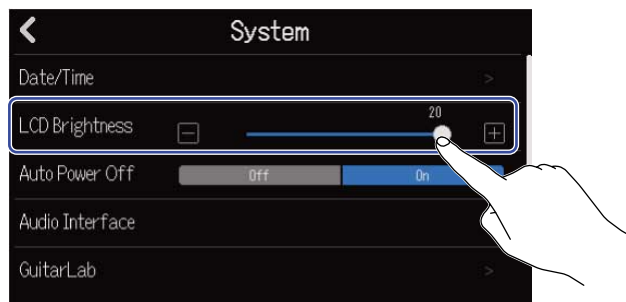 System
Date/Time
LCD Brightness
20
Auto Power Off Off On
Audio Interface
GuitarLab